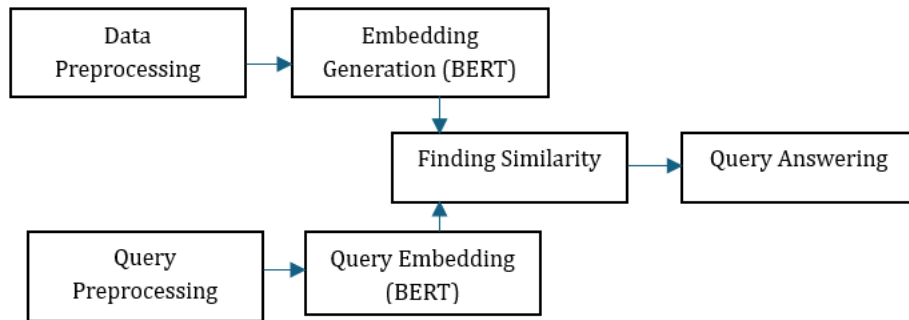 Data
Preprocessing
Embedding
Generation (BERT)
Finding Similarity
Query Answering
Query
Preprocessing
Query Embedding
(BERT)